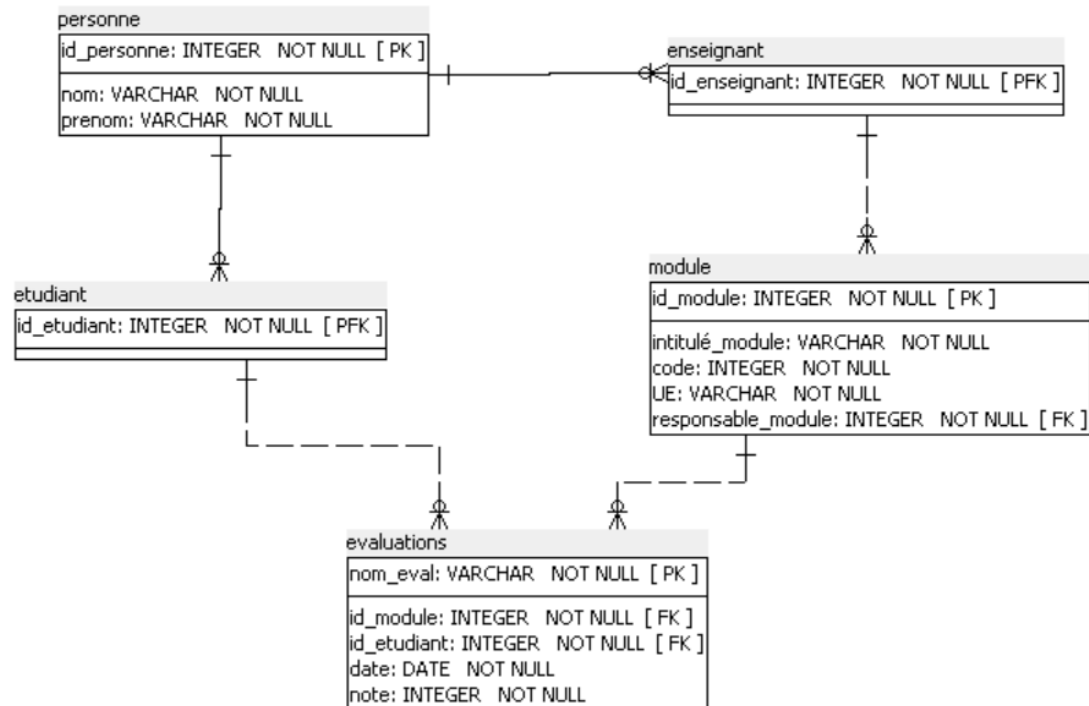 personne
id_personne: INTEGER NOT NULL [ PK ]
nom: VARCHAR NOT NULL
prenom: VARCHAR NOT NULL
enseignant
id_enseignant: INTEGER NOT NULL [ PFK ]
etudiant
id_etudiant: INTEGER NOT NULL [ PFK ]
module
id_module: INTEGER NOT NULL [ PK ]
intitulé_module: VARCHAR NOT NULL
code: INTEGER NOT NULL
UE: VARCHAR NOT NULL
responsable_module: INTEGER NOT NULL [ FK ]
evaluations
nom_eval: VARCHAR NOT NULL [ PK ]
id_module: INTEGER NOT NULL [ FK ]
id_etudiant: INTEGER NOT NULL [ FK ]
date: DATE NOT NULL
note: INTEGER NOT NULL